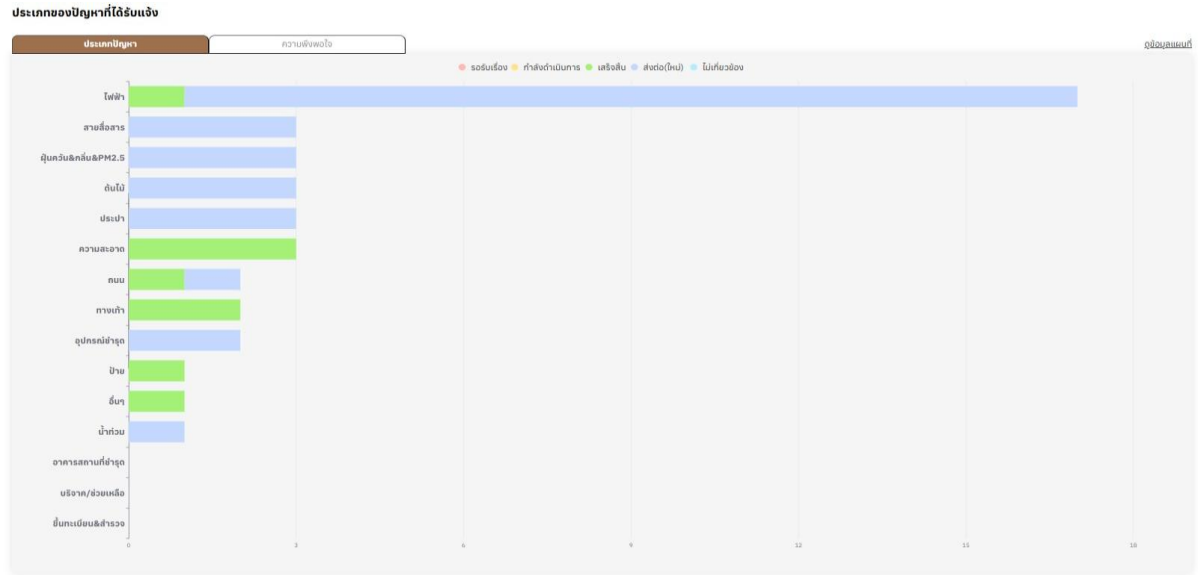 ประเภทของปัญหาที่ได้รับแจ้ง
ประเภทปัญหา ความพึงพอใจ ดูข้อมูลแผนที่
รอรับเรื่อง กำลังดำเนินการ เสร็จสิ้น ส่งต่อ(ใหม่) ไม่เกี่ยวข้อง
ไฟฟ้า
สายสื่อสาร
ฝุ่นควัน&กลิ่น&PM2.5
ต้นไม้
ประปา
ความสะอาด
ถนน
ทางเท้า
อุปกรณ์ชำรุด
ป้าย
อื่นๆ
น้ำท่วม
อาคารสถานที่ชำรุด
บริจาค/ช่วยเหลือ
ขึ้นทะเบียน&สำรวจ
0 3 6 9 12 15 18